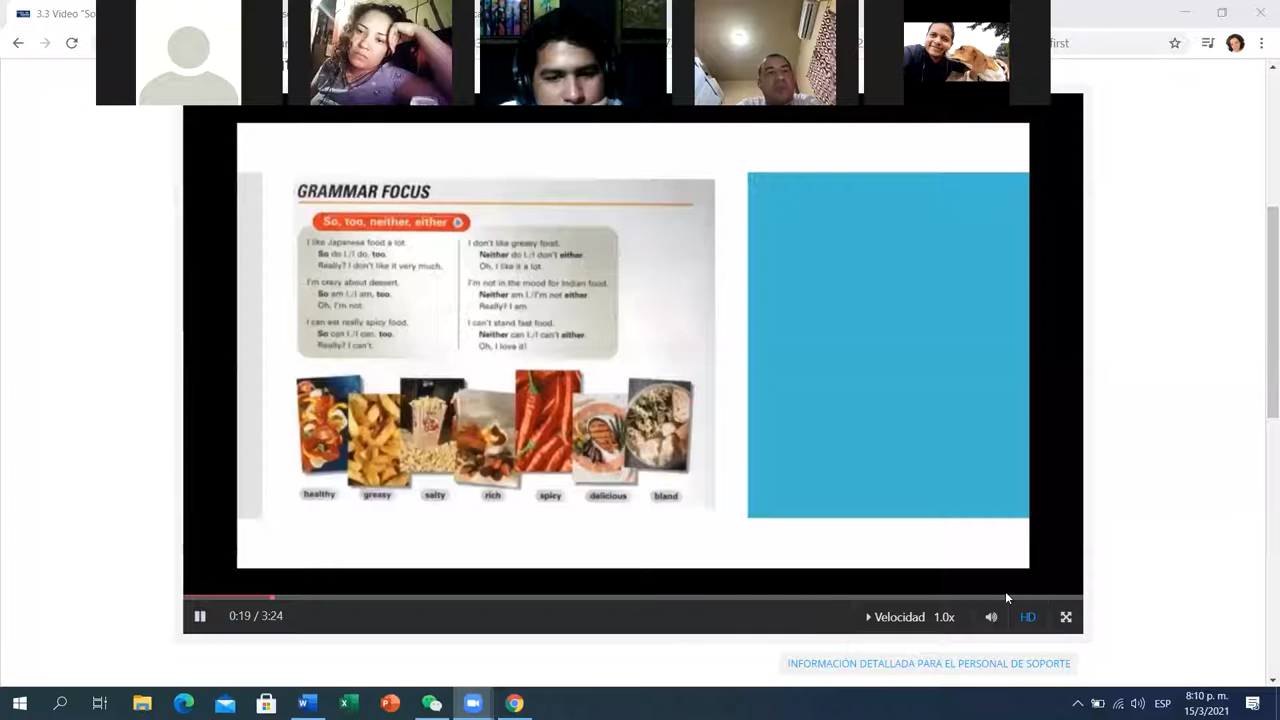 3.3 Video "So
first
GRAMMAR FOCUS
So, too, neither, either
I like Japanese food a lot.
So do I./I do, too.
Really? I don't like it very much.
I'm crazy about dessert.
So am I./I am, too.
Oh, I'm not.
I can eat really spicy food.
So can I./I can, too.
Really? I can't.
I don't like greasy food.
Neither do I./I don't either.
Oh, I like it a lot.
I'm not in the mood for Indian food.
Neither am I./I'm not either.
Really? I am.
I can't stand fast food.
Neither can I./I can't either.
Oh, I love it!
healthy
greasy
salty
rich
spicy
delicious
bland
0:19 / 3:24
Velocidad 1.0x
HD
INFORMACIÓN DETALLADA PARA EL PERSONAL DE SOPORTE
ESP
8:10 p. m.
15/3/2021